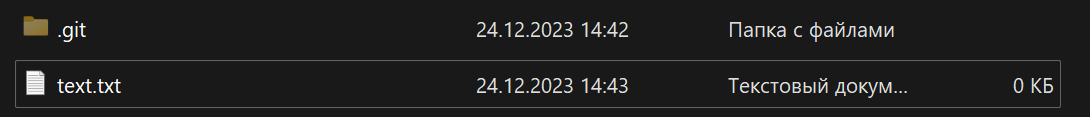 .git 24.12.2023 14:42 Папка с файлами
text.txt 24.12.2023 14:43 Текстовый докум... 0 КБ